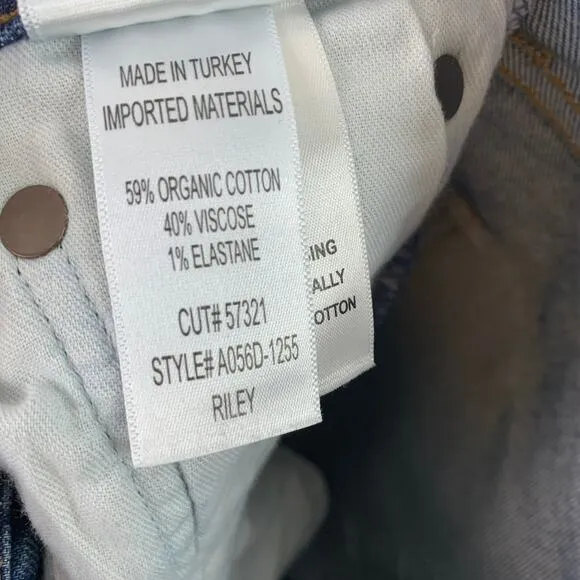 MADE IN TURKEY
IMPORTED MATERIALS
59% ORGANIC COTTON
40% VISCOSE
1% ELASTANE
CUT# 57321
STYLE# A056D-1255
RILEY
ING
ALLY
OTTON